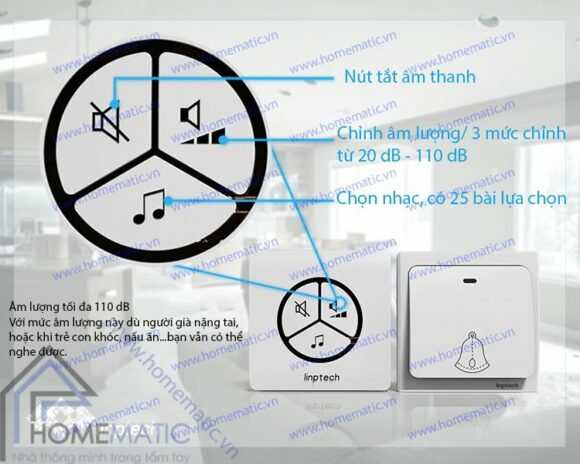 Nút tắt âm thanh
Chỉnh âm lượng/ 3 mức chỉnh
từ 20 dB - 110 dB
Chọn nhạc, có 25 bài lựa chọn
Âm lượng tối đa 110 dB
Với mức âm lượng này dù người già nặng tai,
hoặc khi trẻ con khóc, nấu ăn...bạn vẫn có thể
nghe được.
linptech
linptech
HOMEMATIC
Nhà thông minh trong tầm tay
www.homematic.vn